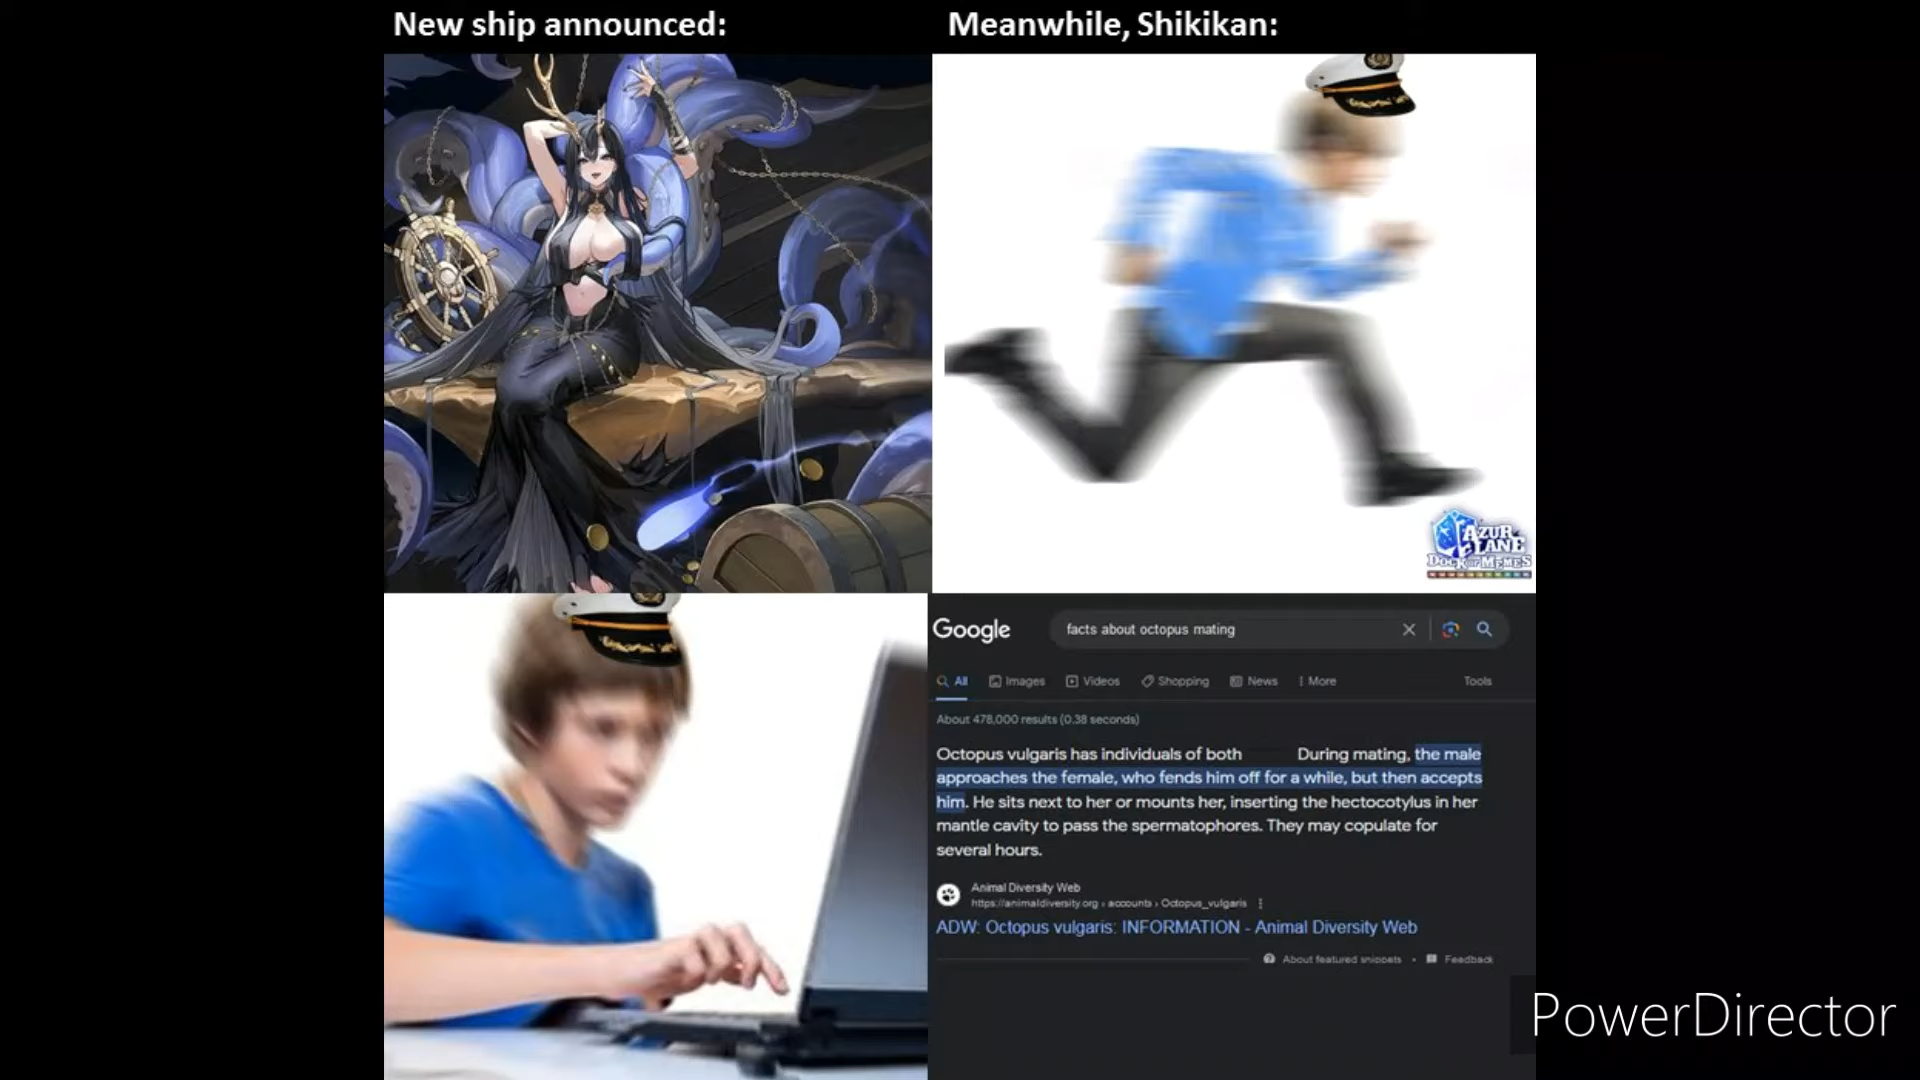 New ship announced:
Meanwhile, Shikikan:
AZUR
LANE
DOCK OF MEMES
Google
facts about octopus mating
All
Images
Videos
Shopping
News
More
Tools
About 478,000 results (0.38 seconds)
Octopus vulgaris has individuals of both During mating, the male
approaches the female, who fends him off for a while, but then accepts
him. He sits next to her or mounts her, inserting the hectocotylus in her
mantle cavity to pass the spermatophores. They may copulate for
several hours.
Animal Diversity Web
https://animaldiversity.org › accounts › Octopus_vulgaris
ADW: Octopus vulgaris: INFORMATION - Animal Diversity Web
About featured snippets • Feedback
PowerDirector